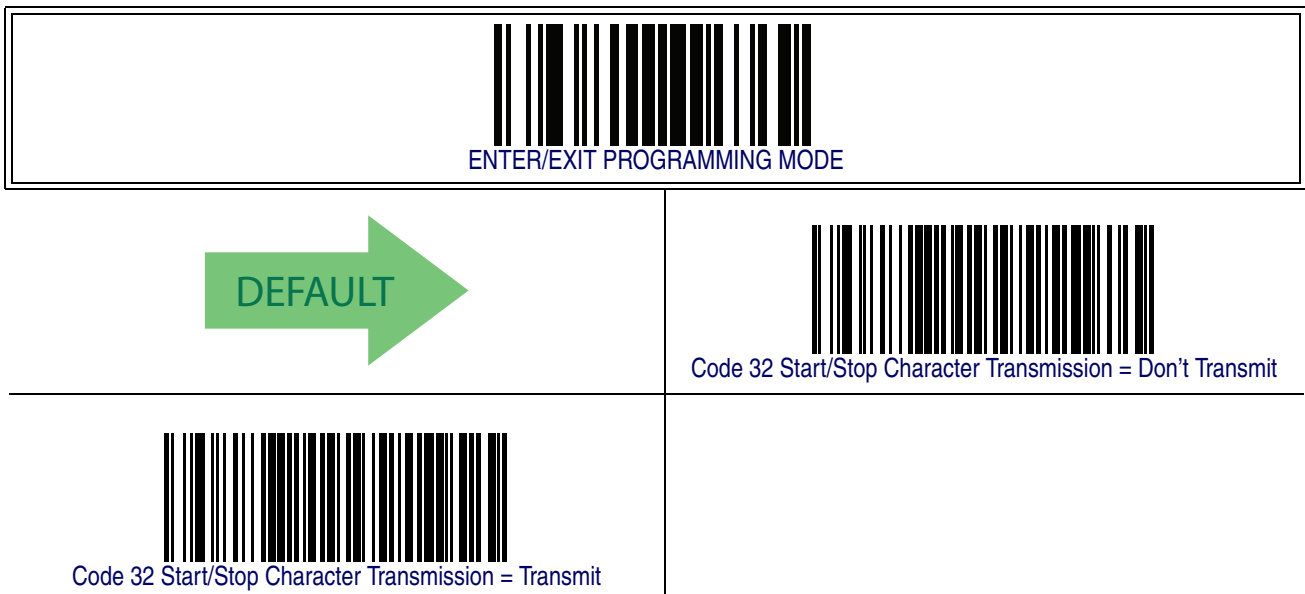 ENTER/EXIT PROGRAMMING MODE
DEFAULT
Code 32 Start/Stop Character Transmission = Don’t Transmit
Code 32 Start/Stop Character Transmission = Transmit